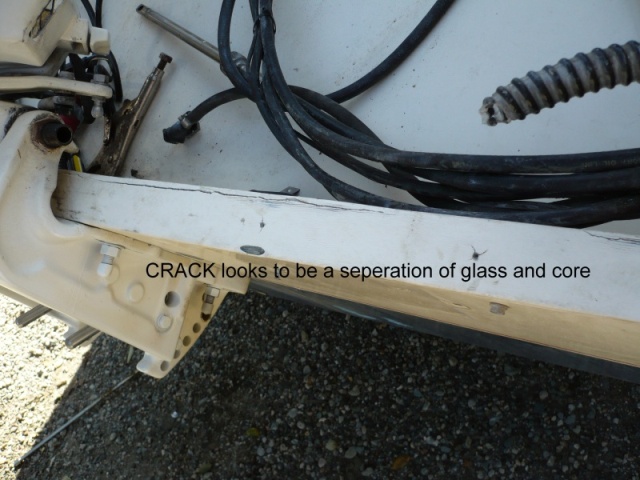 CRACK looks to be a seperation of glass and core